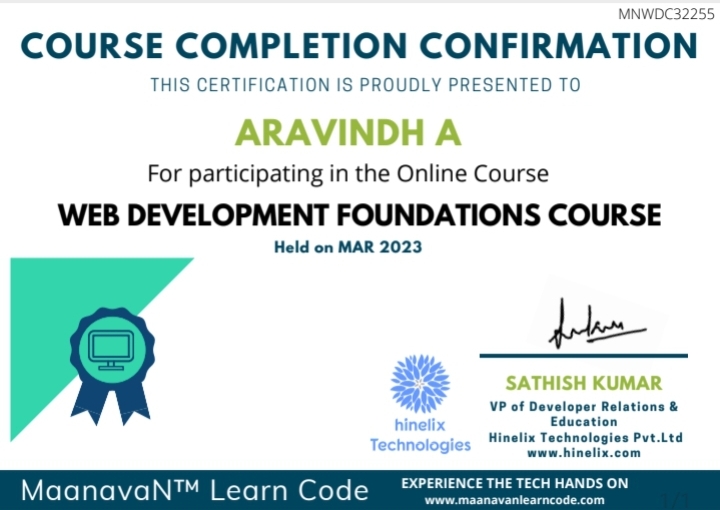 MNWDC32255
COURSE COMPLETION CONFIRMATION
THIS CERTIFICATION IS PROUDLY PRESENTED TO
ARAVINDH A
For participating in the Online Course
WEB DEVELOPMENT FOUNDATIONS COURSE
Held on MAR 2023
hinelix
Technologies
SATHISH KUMAR
VP of Developer Relations &
Education
Hinelix Technologies Pvt.Ltd
www.hinelix.com
MaanavaN™ Learn Code
EXPERIENCE THE TECH HANDS ON
www.maanavanlearncode.com
1/1